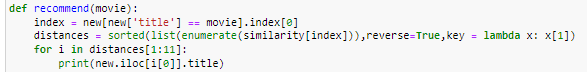 def recommend(movie):
    index = new[new['title'] == movie].index[0]
    distances = sorted(list(enumerate(similarity[index])),reverse=True,key = lambda x: x[1])
    for i in distances[1:11]:
        print(new.iloc[i[0]].title)